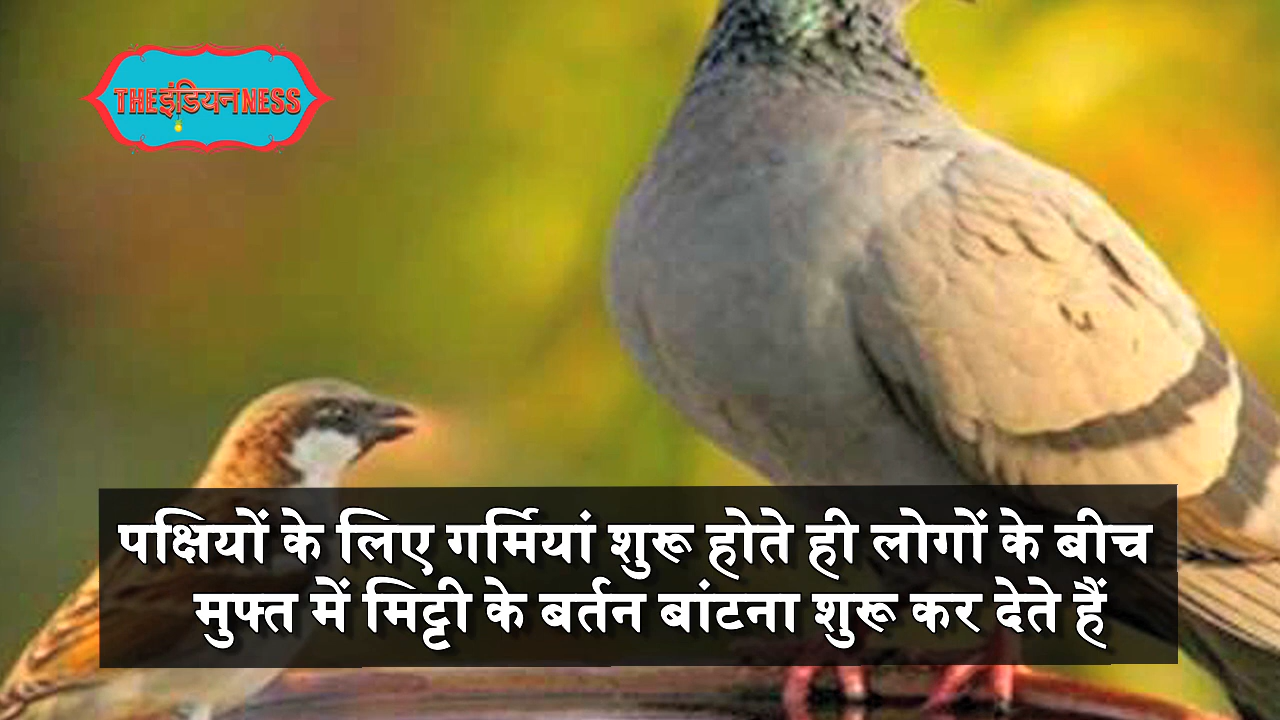 THEइंडियनNESS
पक्षियों के लिए गर्मियां शुरू होते ही लोगों के बीच
मुफ्त में मिट्टी के बर्तन बांटना शुरू कर देते हैं